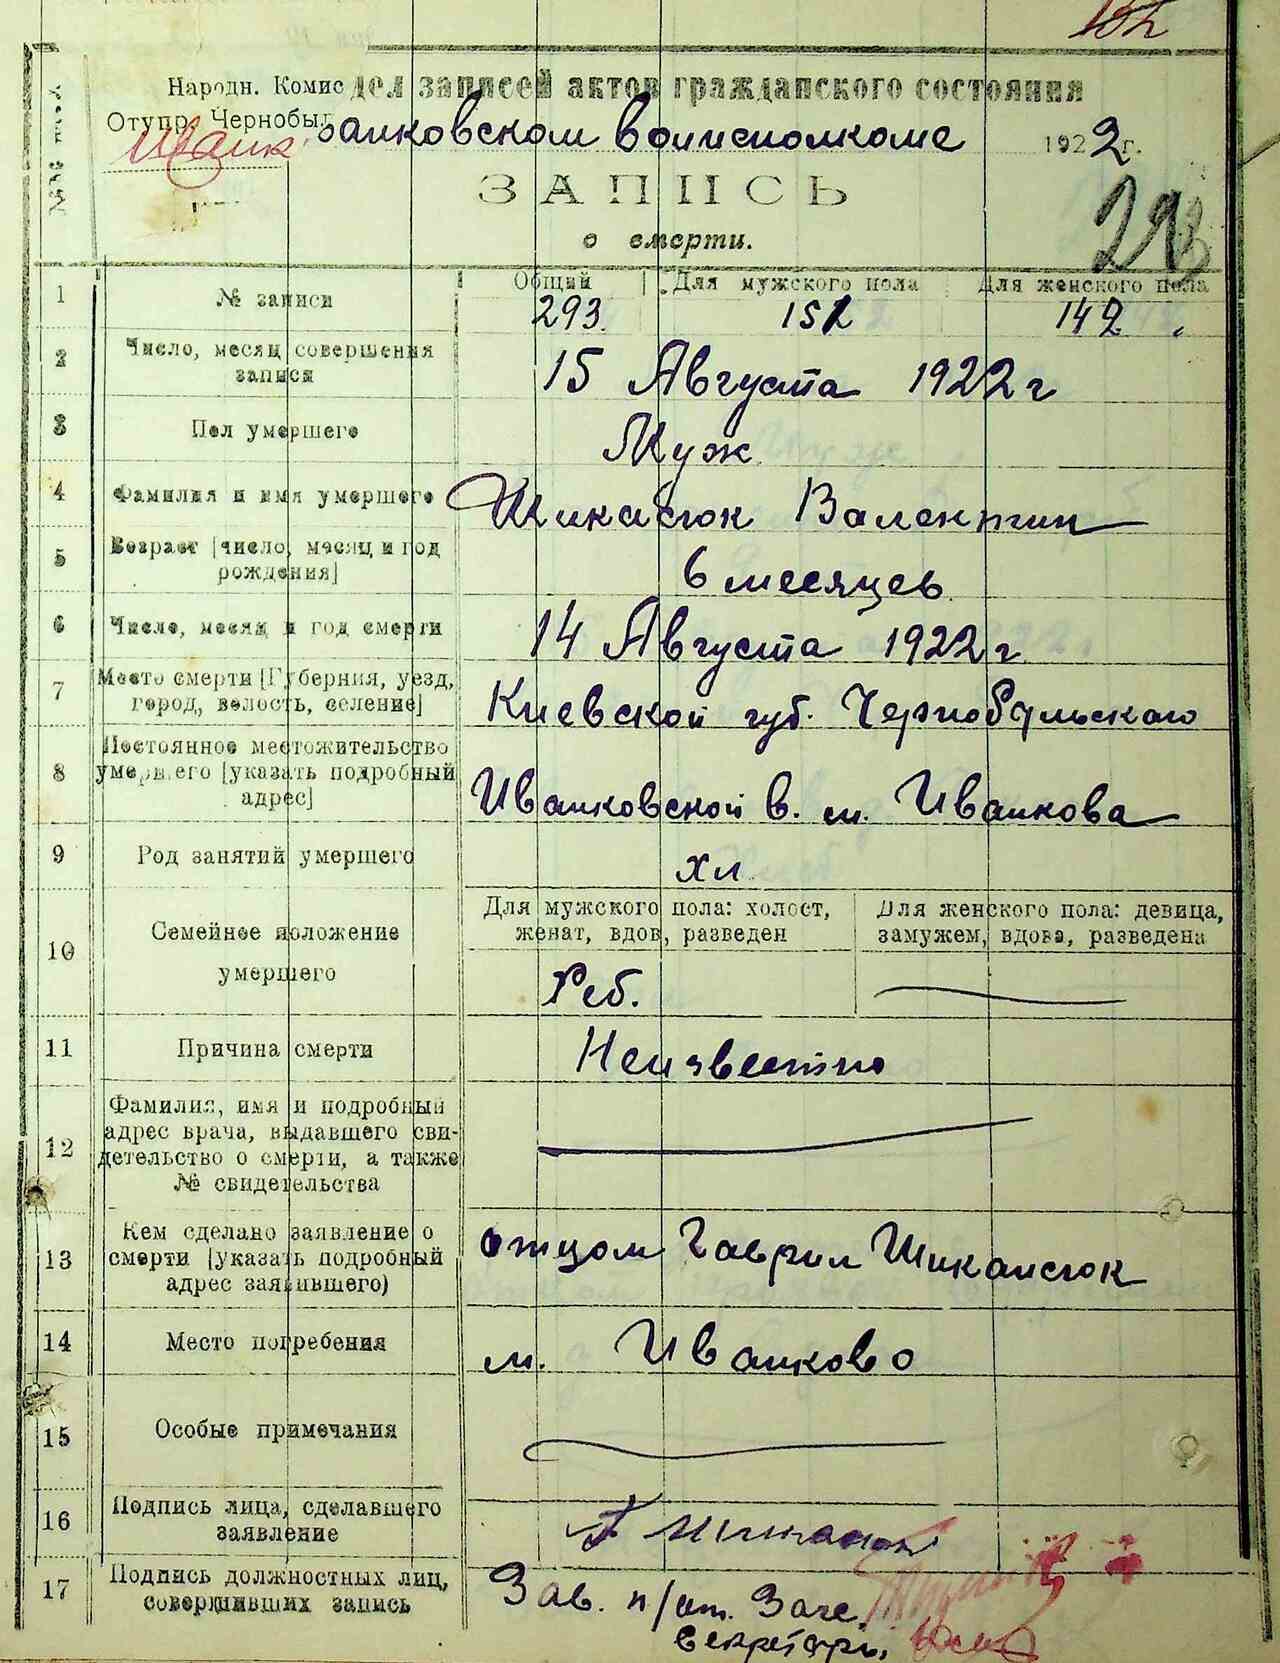 Народн. Комис дел записей актов гражданского состояния
Отупр. Чернобыл
Иванк. ванковском волисполкоме 1922 г.
ЗАПИСЬ
о смерти.
293
1 № записи Общий Для мужского пола Для женского пола
293 151 142
2 Число, месяц совершения записи 15 Августа 1922 г
3 Пол умершего Муж
4 Фамилия и имя умершего Валентин
5 Возраст [число, месяц и год
рождения] 6 месяцев
6 Число, месяц и год смерти 14 Августа 1922 г
7 Место смерти [Губерния, уезд,
город, волость, селение] Киевской губ. Чернобыльского
8 Постоянное местожительство
умершего [указать подробный
адрес] Иванковской в. м. Иванкова
9 Род занятий умершего хл
10 Семейное положение
умершего
Для мужского пола: холост,
женат, вдов, разведен
Для женского пола: девица,
замужем, вдова, разведена
Реб.
11 Причина смерти Неизвестно
12 Фамилия, имя и подробный
адрес врача, выдавшего сви-
детельство о смерти, а также
№ свидетельства
13 Кем сделано заявление о
смерти [указать подробный
адрес заявившего)
отцом Гаврил Шиканюк
14 Место погребения м. Иванково
15 Особые примечания
16 Подпись лица, сделавшего
заявление
17 Подпись должностных лиц,
совершивших запись
Зав. п/от. Загс.
Секретарь.